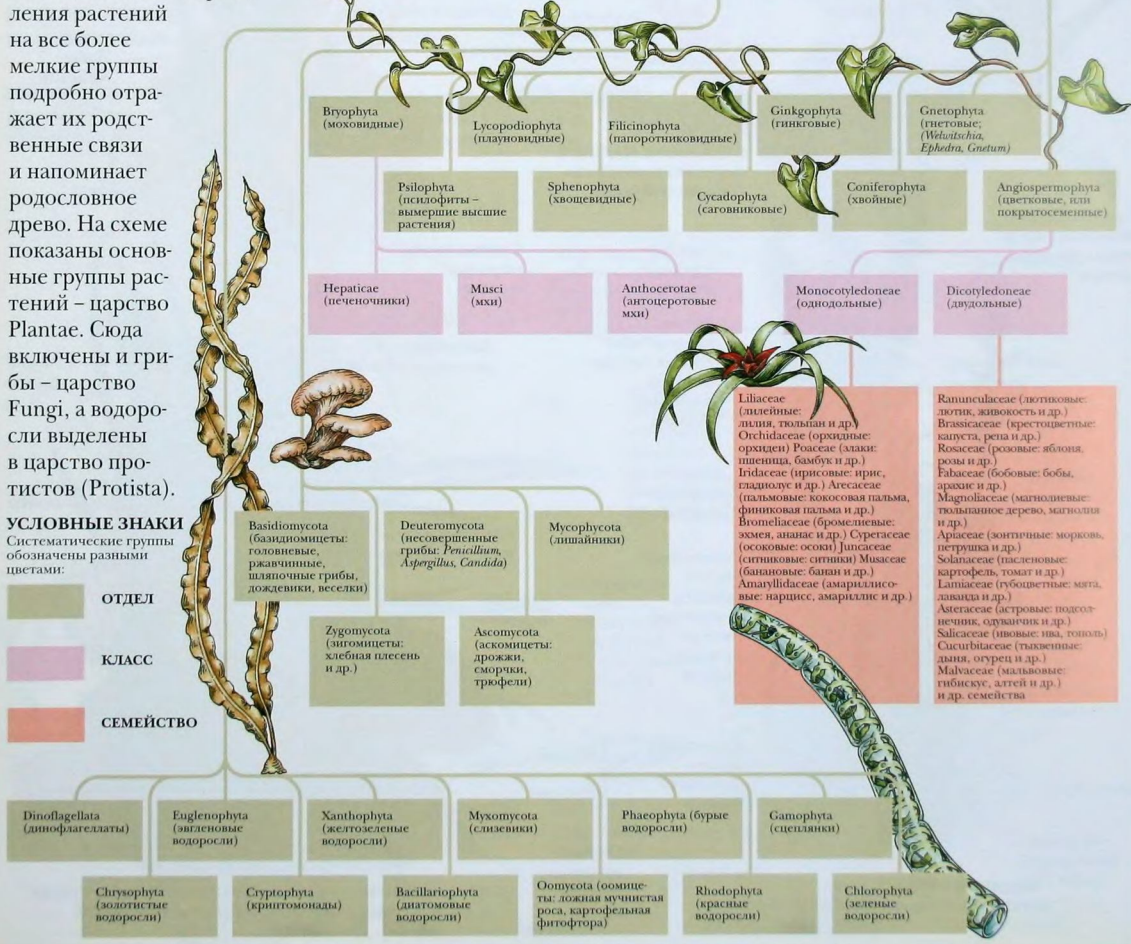 ления растений
на все более
мелкие группы
подробно отра-
жает их родст-
венные связи
и напоминает
родословное
древо. На схеме
показаны основ-
ные группы рас-
тений – царство
Plantae. Сюда
включены и гри-
бы – царство
Fungi, а водоро-
сли выделены
в царство про-
тистов (Protista).
УСЛОВНЫЕ ЗНАКИ
Систематические группы
обозначены разными
цветами:
ОТДЕЛ
КЛАСС
СЕМЕЙСТВО
Bryophyta
(моховидные)
Lycopodiophyta
(плауновидные)
Filicinophyta
(папоротниковидные)
Ginkgophyta
(гинкговые)
Gnetophyta
(гнетовые;
(Welwitschia,
Ephedra, Gnetum)
Psilophyta
(псилофиты –
вымершие высшие
растения)
Sphenophyta
(хвощевидные)
Cycadophyta
(саговниковые)
Coniferophyta
(хвойные)
Angiospermophyta
(цветковые, или
покрытосеменные)
Hepaticae
(печеночники)
Musci
(мхи)
Anthocerotae
(антоцеротовые
мхи)
Monocotyledoneae
(однодольные)
Dicotyledoneae
(двудольные)
Liliaceae
(лилейные:
лилия, тюльпан и др.)
Orchidaceae (орхидные:
орхидеи) Poaceae (злаки:
пшеница, бамбук и др.)
Iridaceae (ирисовые: ирис,
гладиолус и др.) Arecaceae
(пальмовые: кокосовая пальма,
финиковая пальма и др.)
Bromeliaceae (бромелиевые:
эхмея, ананас и др.) Cyperaceae
(осоковые: осоки) Juncaceae
(ситниковые: ситники) Musaceae
(банановые: банан и др.)
Amaryllidaceae (амариллисо-
вые: нарцисс, амариллис и др.)
Ranunculaceae (лютиковые:
лютик, живокость и др.)
Brassicaceae (крестоцветные:
капуста, репа и др.)
Rosaceae (розовые: яблоня,
розы и др.)
Fabaceae (бобовые: бобы,
арахис и др.)
Magnoliaceae (магнолиевые:
тюльпанное дерево, магнолия
и др.)
Apiaceae (зонтичные: морковь,
петрушка и др.)
Solanaceae (пасленовые:
картофель, томат и др.)
Lamiaceae (губоцветные: мята,
лаванда и др.)
Asteraceae (астровые: подсол-
нечник, одуванчик и др.)
Salicaceae (ивовые: ива, тополь)
Cucurbitaceae (тыквенные:
дыня, огурец и др.)
Malvaceae (мальвовые:
гибискус, алтей и др.)
и др. семейства
Basidiomycota
(базидиомицеты:
головневые,
ржавчинные,
шляпочные грибы,
дождевики, веселки)
Deuteromycota
(несовершенные
грибы: Penicillium,
Aspergillus, Candida)
Mycophycota
(лишайники)
Zygomycota
(зигомицеты:
хлебная плесень
и др.)
Ascomycota
(аскомицеты:
дрожжи,
сморчки,
трюфели)
Dinoflagellata
(динофлагеллаты)
Euglenophyta
(эвгленовые
водоросли)
Xanthophyta
(желтозеленые
водоросли)
Myxomycota
(слизевики)
Phaeophyta (бурые
водоросли)
Gamophyta
(сцеплянки)
Chrysophyta
(золотистые
водоросли)
Cryptophyta
(криптомонады)
Bacillariophyta
(диатомовые
водоросли)
Oomycota (оомице-
ты: ложная мучнистая
роса, картофельная
фитофтора)
Rhodophyta
(красные
водоросли)
Chlorophyta
(зеленые
водоросли)